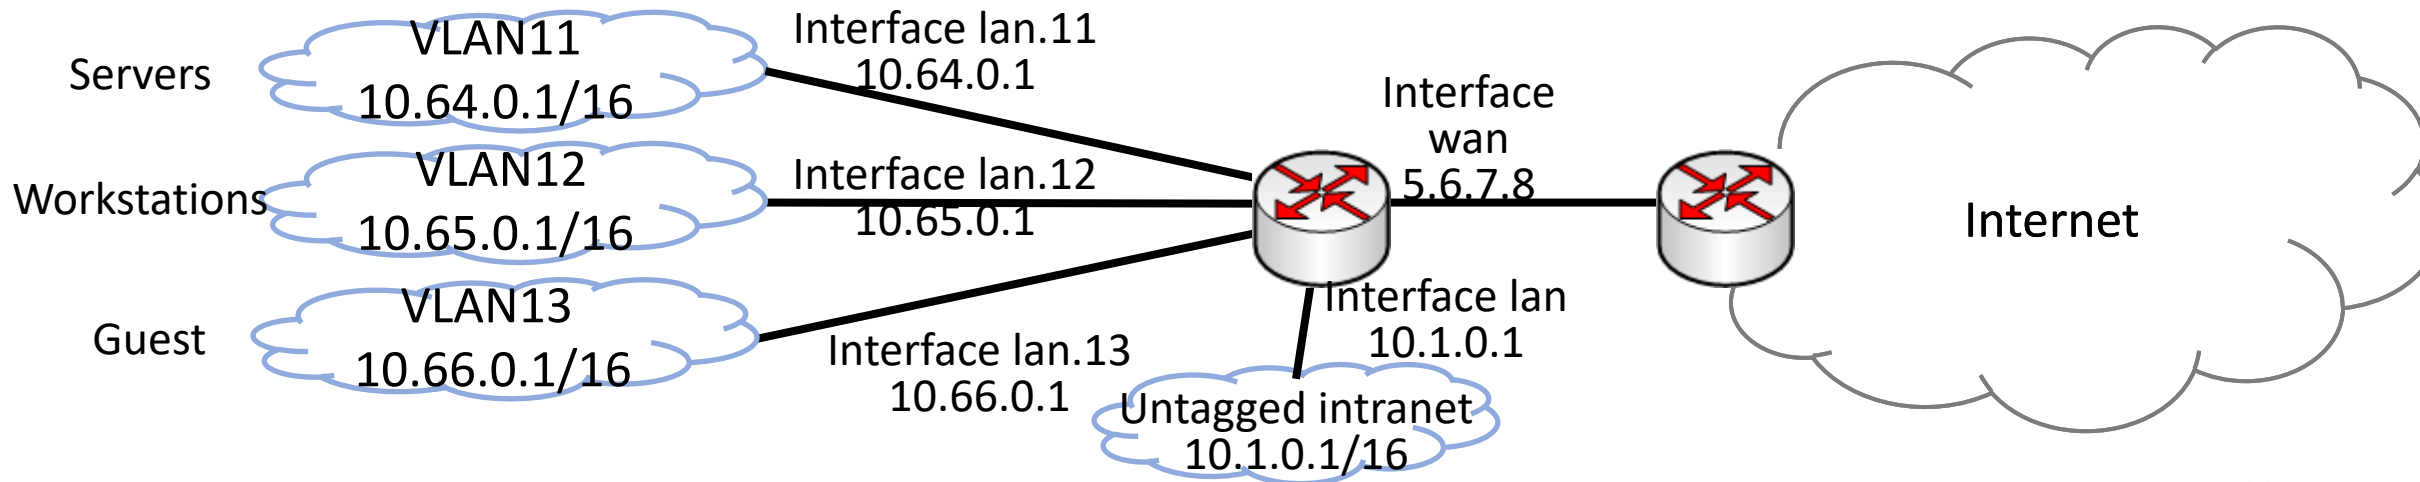 Servers
VLAN11
10.64.0.1/16
Interface lan.11
10.64.0.1
Workstations
VLAN12
10.65.0.1/16
Interface lan.12
10.65.0.1
Guest
VLAN13
10.66.0.1/16
Interface lan.13
10.66.0.1
Interface
wan
5.6.7.8
Interface lan
10.1.0.1
Untagged intranet
10.1.0.1/16
Internet